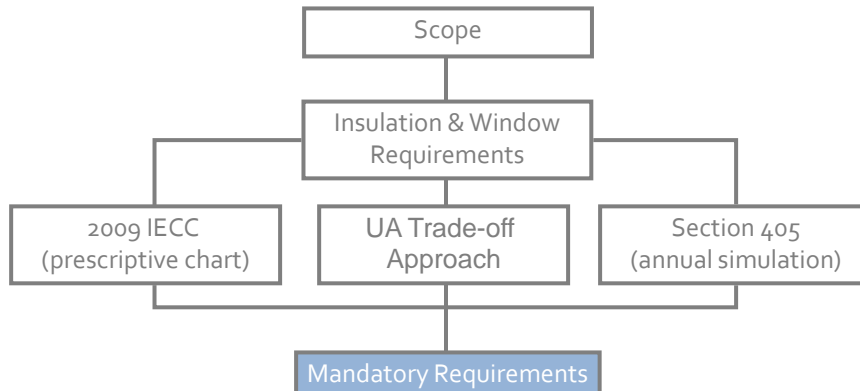 Scope
Insulation & Window
Requirements
2009 IECC
(prescriptive chart)
UA Trade-off
Approach
Section 405
(annual simulation)
Mandatory Requirements